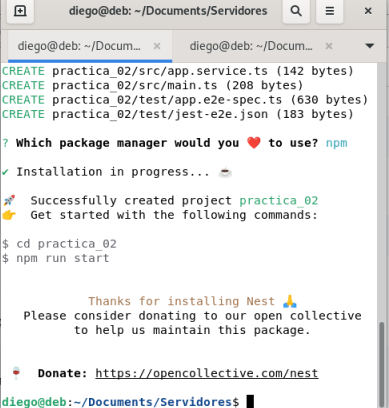 diego@deb: ~/Documents/Servidores
diego@deb: ~/Docum...
diego@deb: ~/Docum...
CREATE practica_02/src/app.service.ts (142 bytes)
CREATE practica_02/src/main.ts (208 bytes)
CREATE practica_02/test/app.e2e-spec.ts (630 bytes)
CREATE practica_02/test/jest-e2e.json (183 bytes)
? Which package manager would you ❤️ to use? npm
✔ Installation in progress... ☕
🚀 Successfully created project practica_02
👉 Get started with the following commands:
$ cd practica_02
$ npm run start
Thanks for installing Nest 🙏
Please consider donating to our open collective
to help us maintain this package.
🍷 Donate: https://opencollective.com/nest
diego@deb:~/Documents/Servidores$